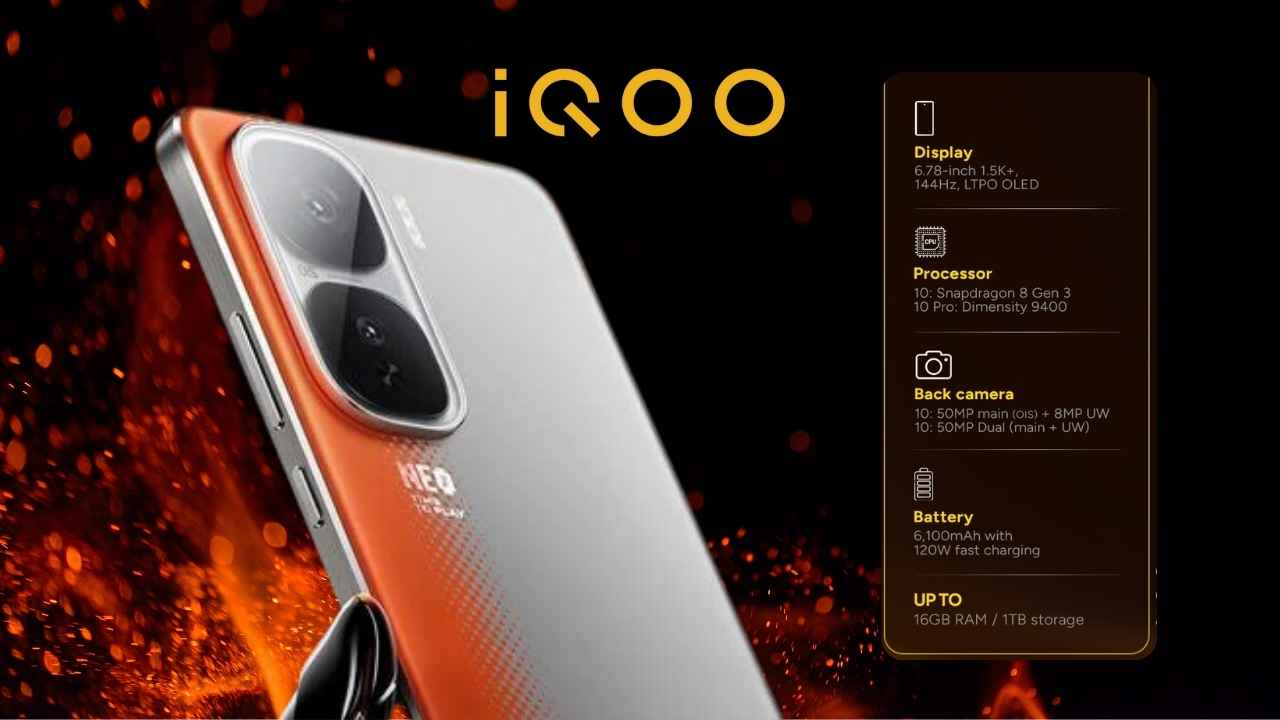 iQOO
NEO
TIME
TO PLAY
Display
6.78-inch 1.5K+,
144Hz, LTPO OLED
CPU
Processor
10: Snapdragon 8 Gen 3
10 Pro: Dimensity 9400
Back camera
10: 50MP main (OIS) + 8MP UW
10: 50MP Dual (main + UW)
Battery
6,100mAh with
120W fast charging
UP TO
16GB RAM / 1TB storage